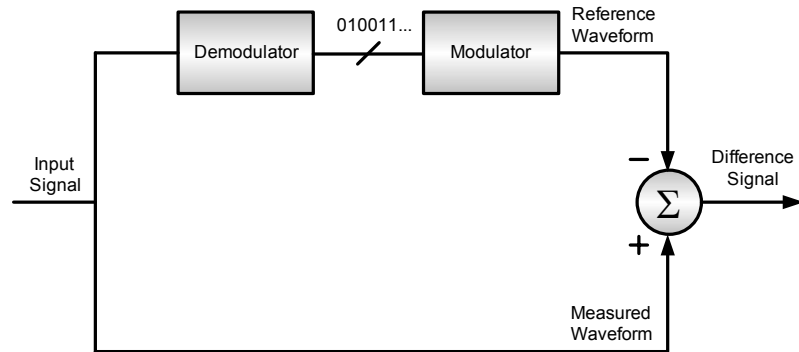 010011...
Reference
Waveform
Demodulator
Modulator
Input
Signal
−
Difference
Signal
Σ
+
Measured
Waveform